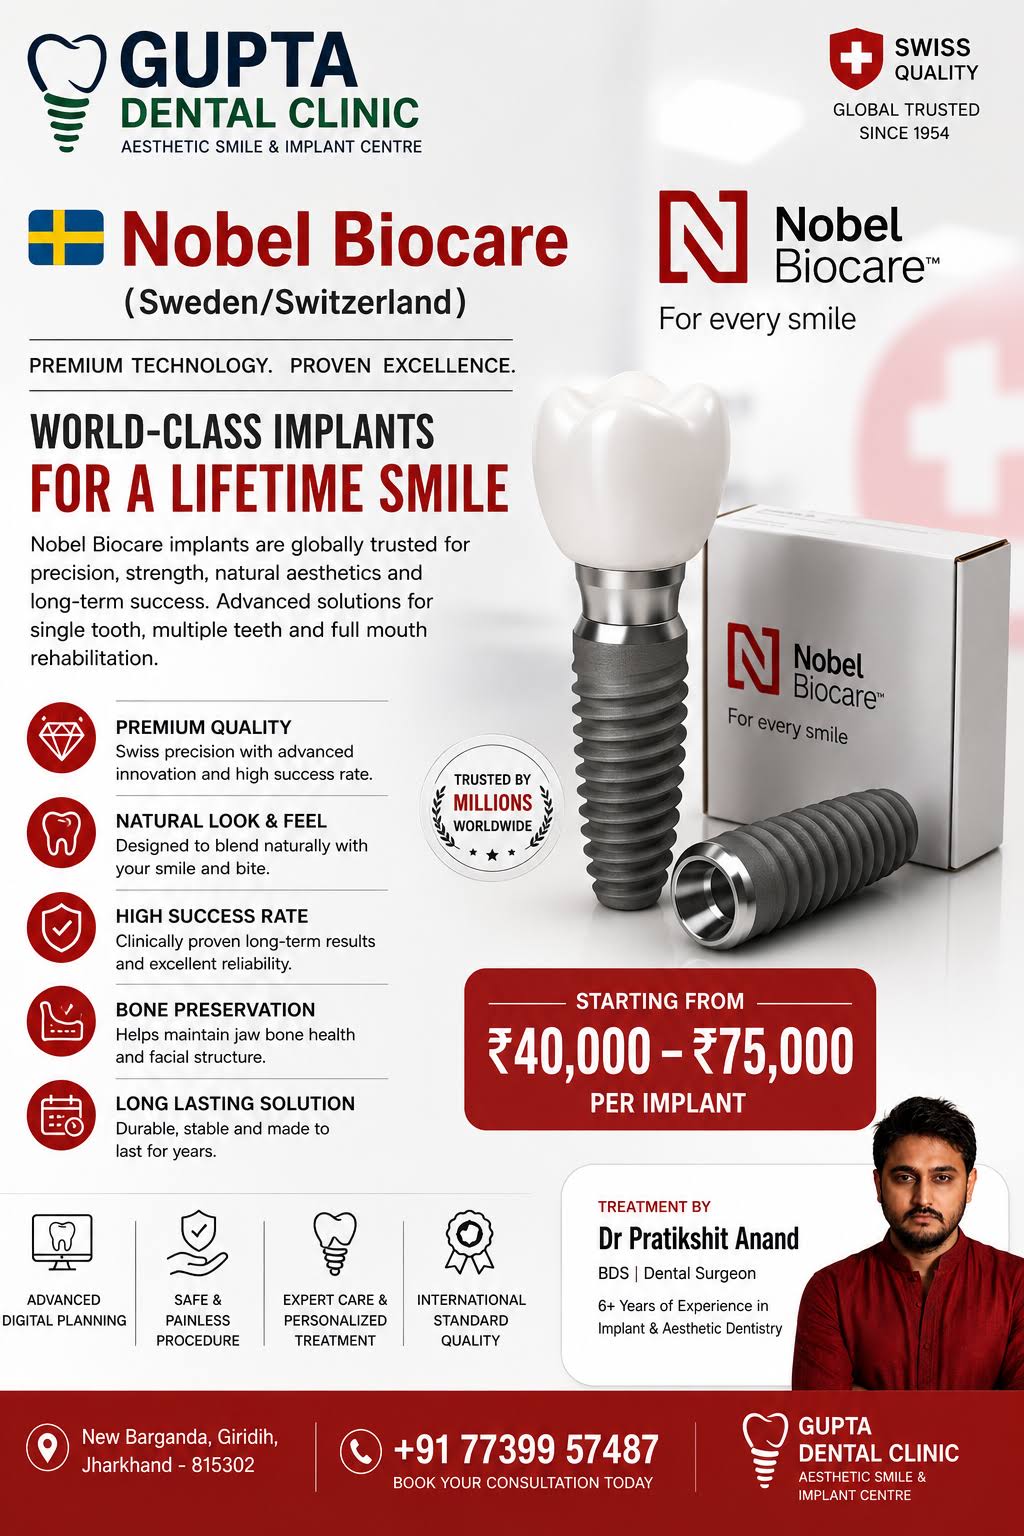 GUPTA
DENTAL CLINIC
AESTHETIC SMILE & IMPLANT CENTRE
SWISS
QUALITY
GLOBAL TRUSTED
SINCE 1954
Nobel Biocare
(Sweden/Switzerland)
Nobel
Biocare™
For every smile
PREMIUM TECHNOLOGY. PROVEN EXCELLENCE.
WORLD-CLASS IMPLANTS
FOR A LIFETIME SMILE
Nobel Biocare implants are globally trusted for
precision, strength, natural aesthetics and
long-term success. Advanced solutions for
single tooth, multiple teeth and full mouth
rehabilitation.
Nobel
Biocare™
For every smile
PREMIUM QUALITY
Swiss precision with advanced
innovation and high success rate.
NATURAL LOOK & FEEL
Designed to blend naturally with
your smile and bite.
HIGH SUCCESS RATE
Clinically proven long-term results
and excellent reliability.
BONE PRESERVATION
Helps maintain jaw bone health
and facial structure.
LONG LASTING SOLUTION
Durable, stable and made to
last for years.
TRUSTED BY
MILLIONS
WORLDWIDE
STARTING FROM
₹40,000 – ₹75,000
PER IMPLANT
ADVANCED
DIGITAL PLANNING
SAFE &
PAINLESS
PROCEDURE
EXPERT CARE &
PERSONALIZED
TREATMENT
INTERNATIONAL
STANDARD
QUALITY
TREATMENT BY
Dr Pratikshit Anand
BDS | Dental Surgeon
6+ Years of Experience in
Implant & Aesthetic Dentistry
New Barganda, Giridih,
Jharkhand - 815302
+91 77399 57487
BOOK YOUR CONSULTATION TODAY
GUPTA
DENTAL CLINIC
AESTHETIC SMILE &
IMPLANT CENTRE